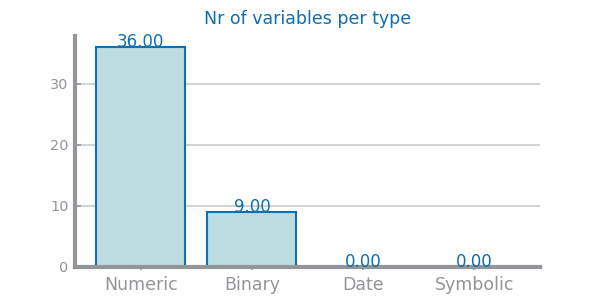 Nr of variables per type
36.00
30
20
9.00
10
0.00
0.00
0
Numeric
Binary
Date
Symbolic